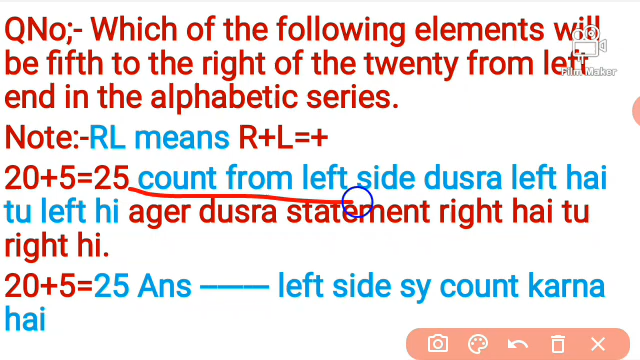 QNo;- Which of the following elements will
be fifth to the right of the twenty from left
end in the alphabetic series.
Note:-RL means R+L=+
20+5=25 count from left side dusra left hai
tu left hi ager dusra statement right hai tu
right hi.
20+5=25 Ans ——— left side sy count karna
hai
Film Maker